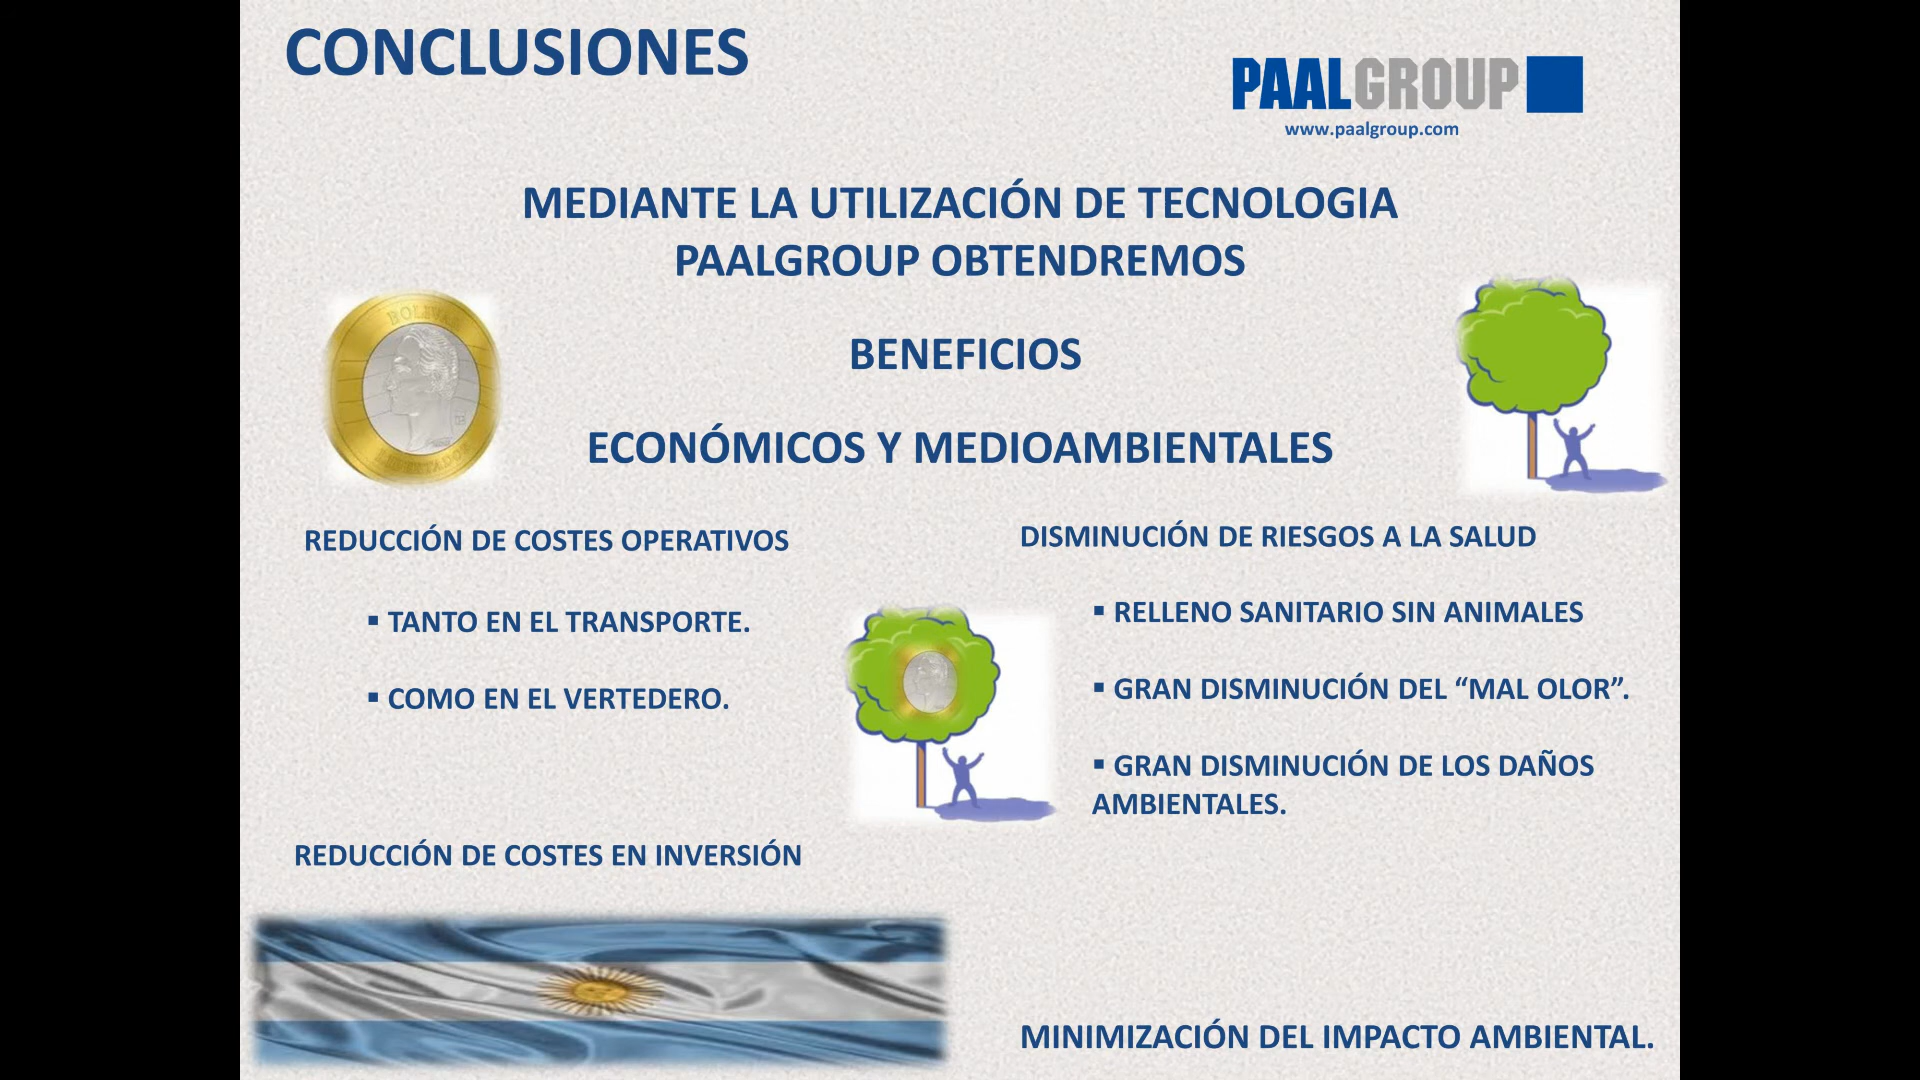 CONCLUSIONES
PAALGROUP
www.paalgroup.com
MEDIANTE LA UTILIZACIÓN DE TECNOLOGIA
PAALGROUP OBTENDREMOS
BENEFICIOS
ECONÓMICOS Y MEDIOAMBIENTALES
BOLIVAR
LIBERTADOR
REDUCCIÓN DE COSTES OPERATIVOS
▪ TANTO EN EL TRANSPORTE.
▪ COMO EN EL VERTEDERO.
REDUCCIÓN DE COSTES EN INVERSIÓN
DISMINUCIÓN DE RIESGOS A LA SALUD
▪ RELLENO SANITARIO SIN ANIMALES
▪ GRAN DISMINUCIÓN DEL “MAL OLOR”.
▪ GRAN DISMINUCIÓN DE LOS DAÑOS
AMBIENTALES.
MINIMIZACIÓN DEL IMPACTO AMBIENTAL.